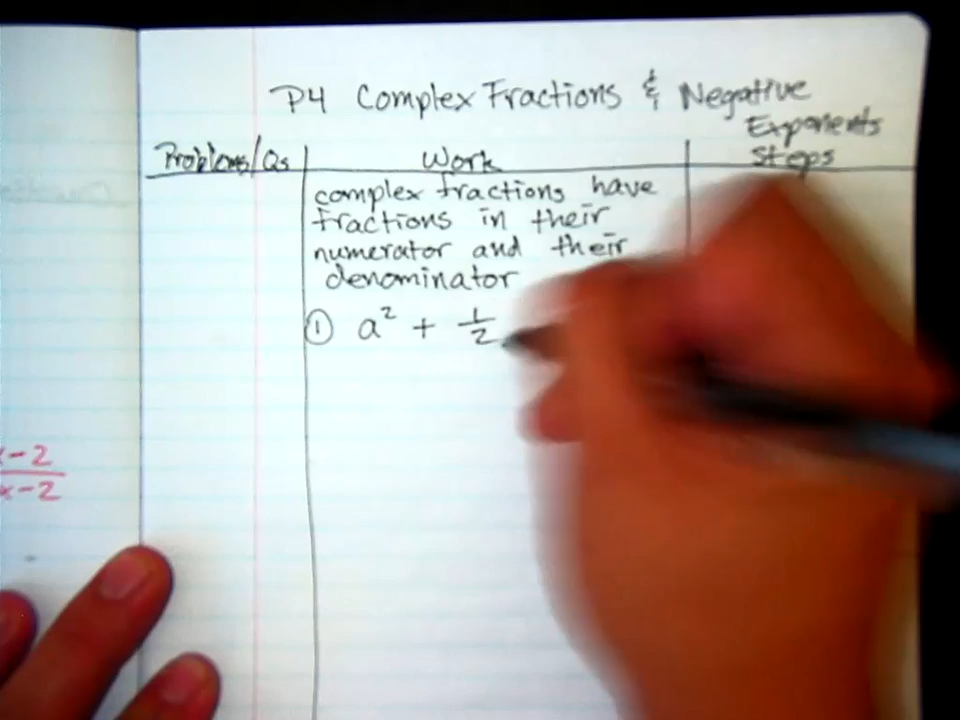 P4 Complex Fractions & Negative
Exponents
Problems/Qs
Work
Steps
complex fractions have
fractions in their
numerator and their
denominator
① a² + 1/2
x-2
x-2